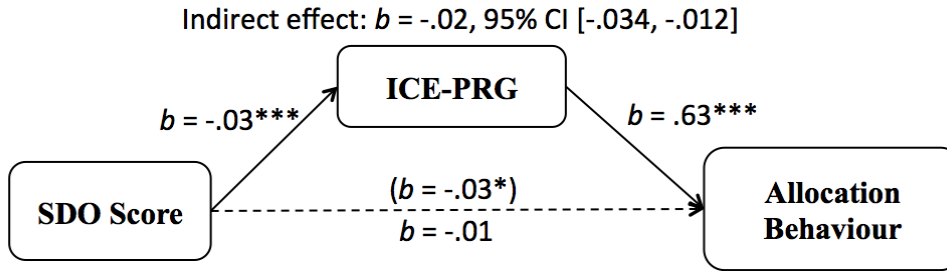 Indirect effect: b = -.02, 95% CI [-.034, -.012]
ICE-PRG
b = -.03***
b = .63***
SDO Score
(b = -.03*)
b = -.01
Allocation
Behaviour